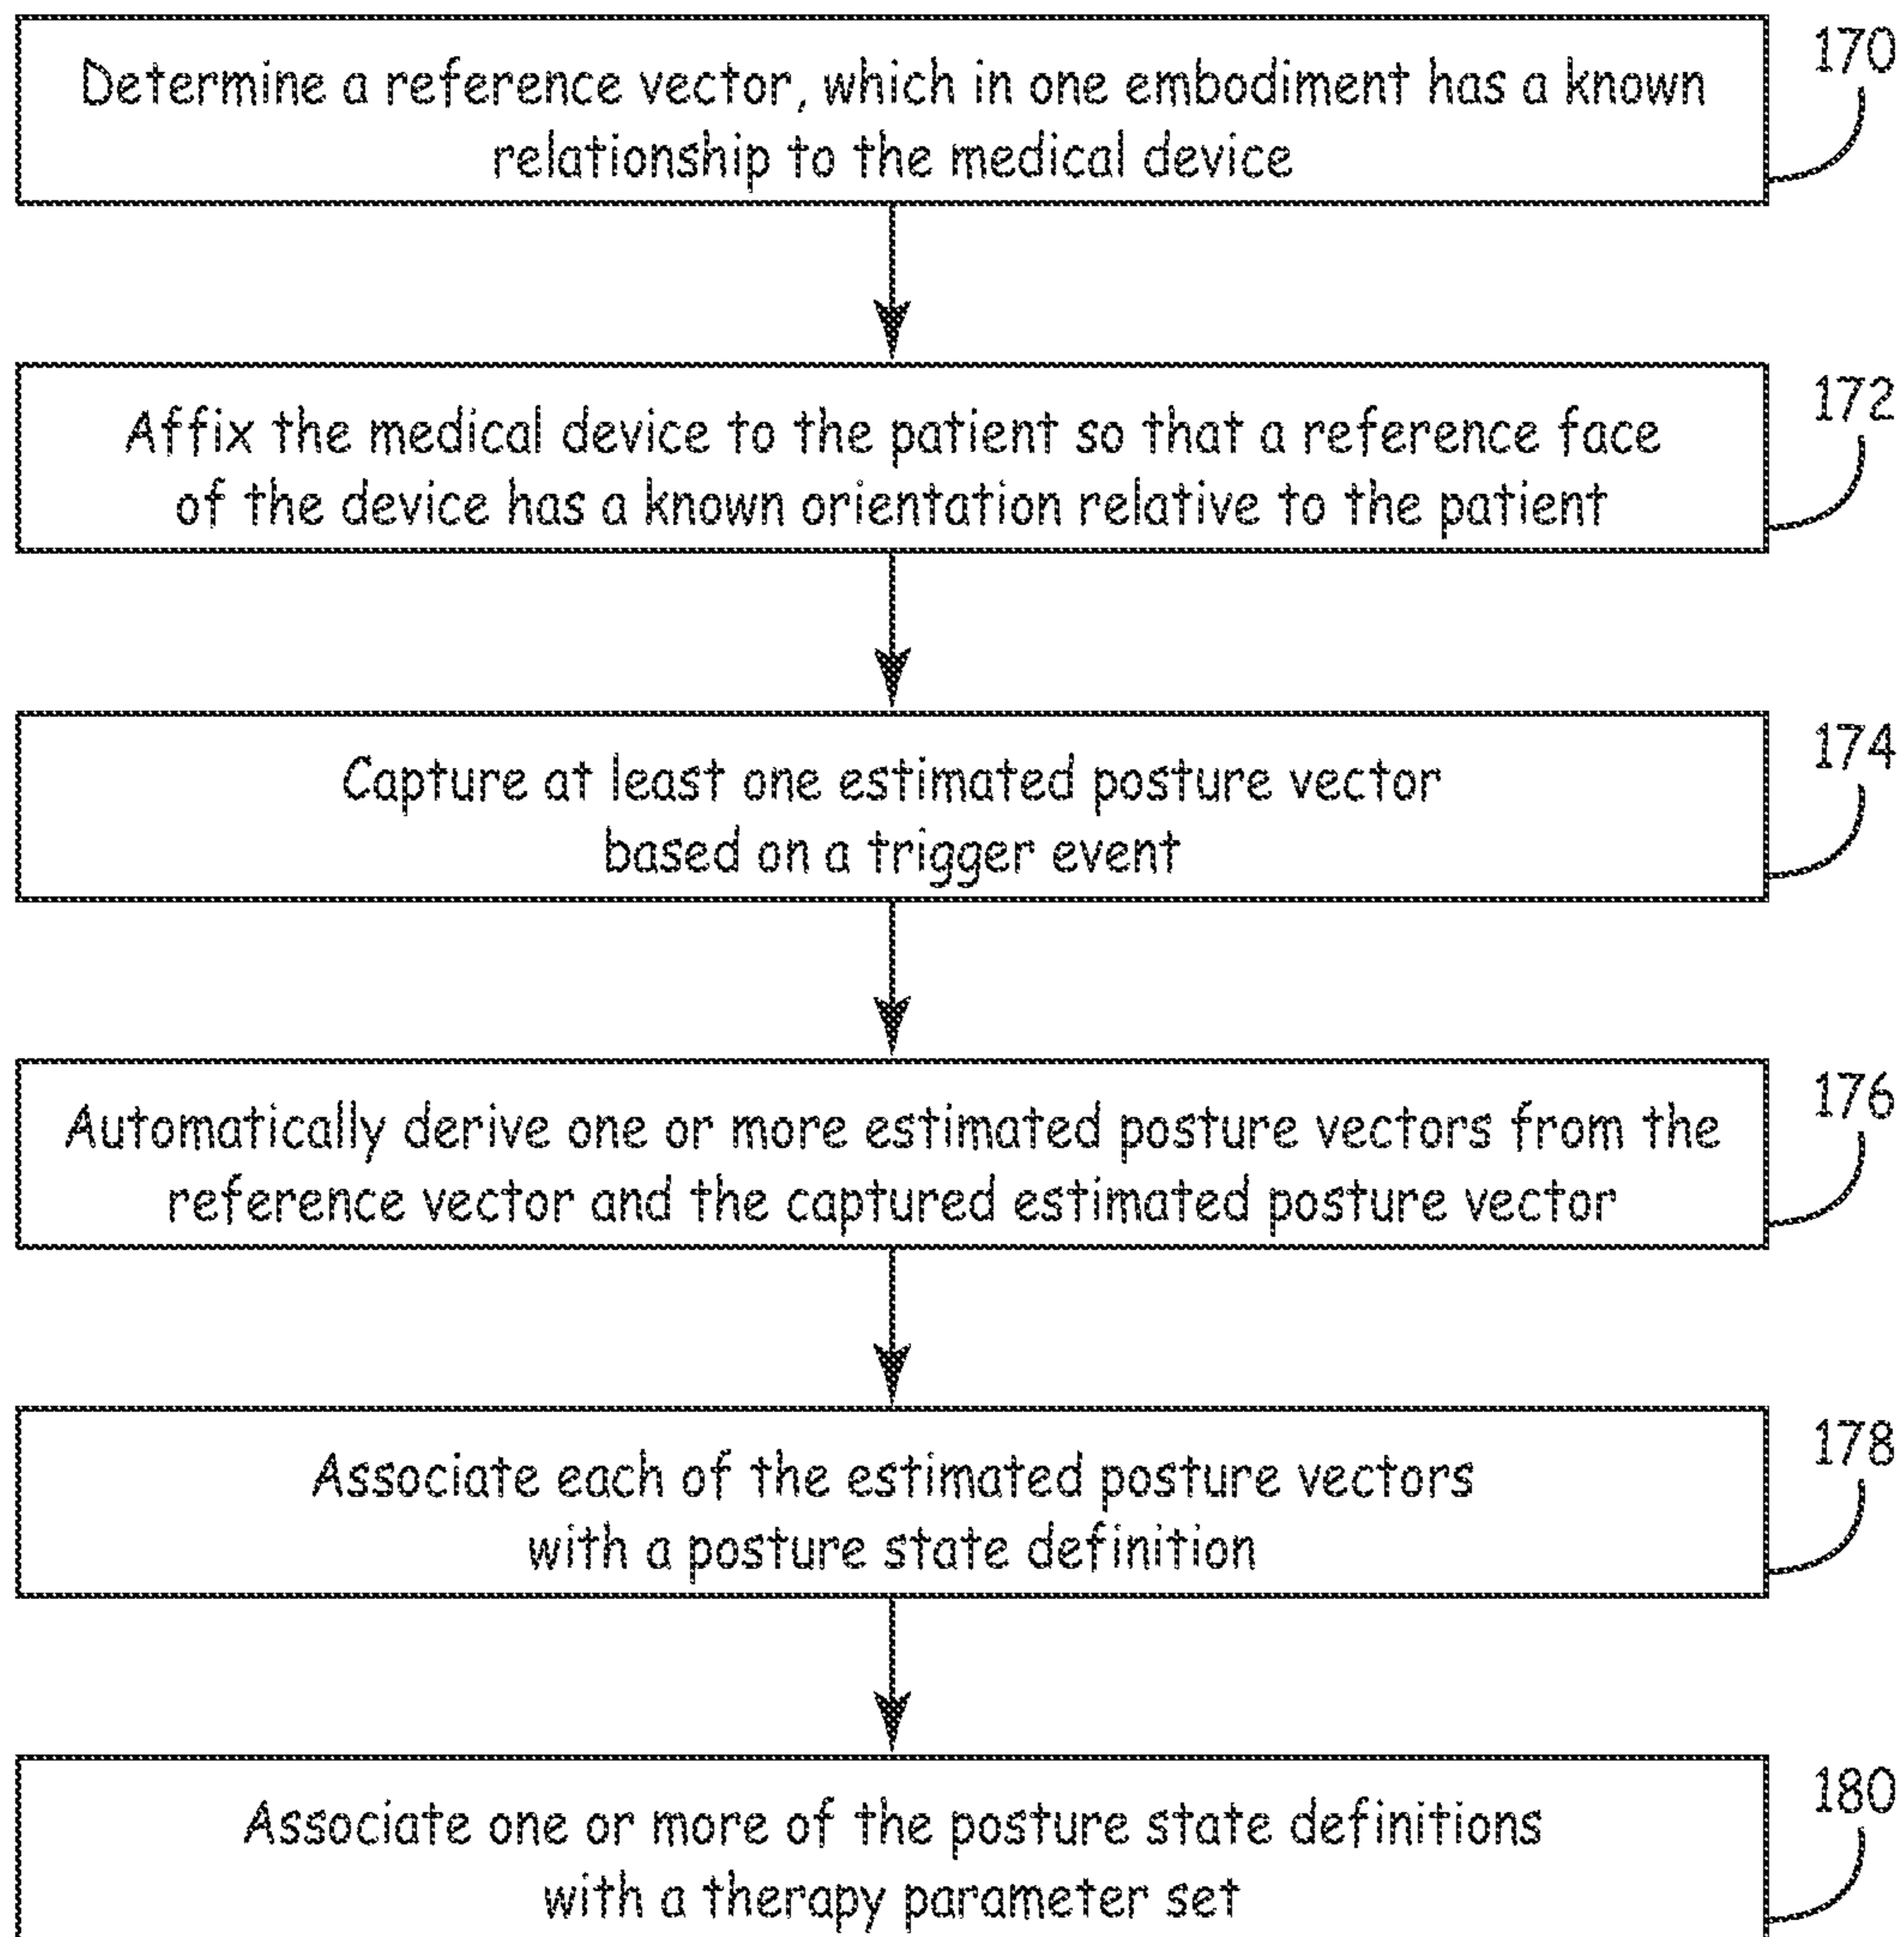 Determine a reference vector, which in one embodiment has a known
relationship to the medical device
170
Affix the medical device to the patient so that a reference face
of the device has a known orientation relative to the patient
172
Capture at least one estimated posture vector
based on a trigger event
174
Automatically derive one or more estimated posture vectors from the
reference vector and the captured estimated posture vector
176
Associate each of the estimated posture vectors
with a posture state definition
178
Associate one or more of the posture state definitions
with a therapy parameter set
180